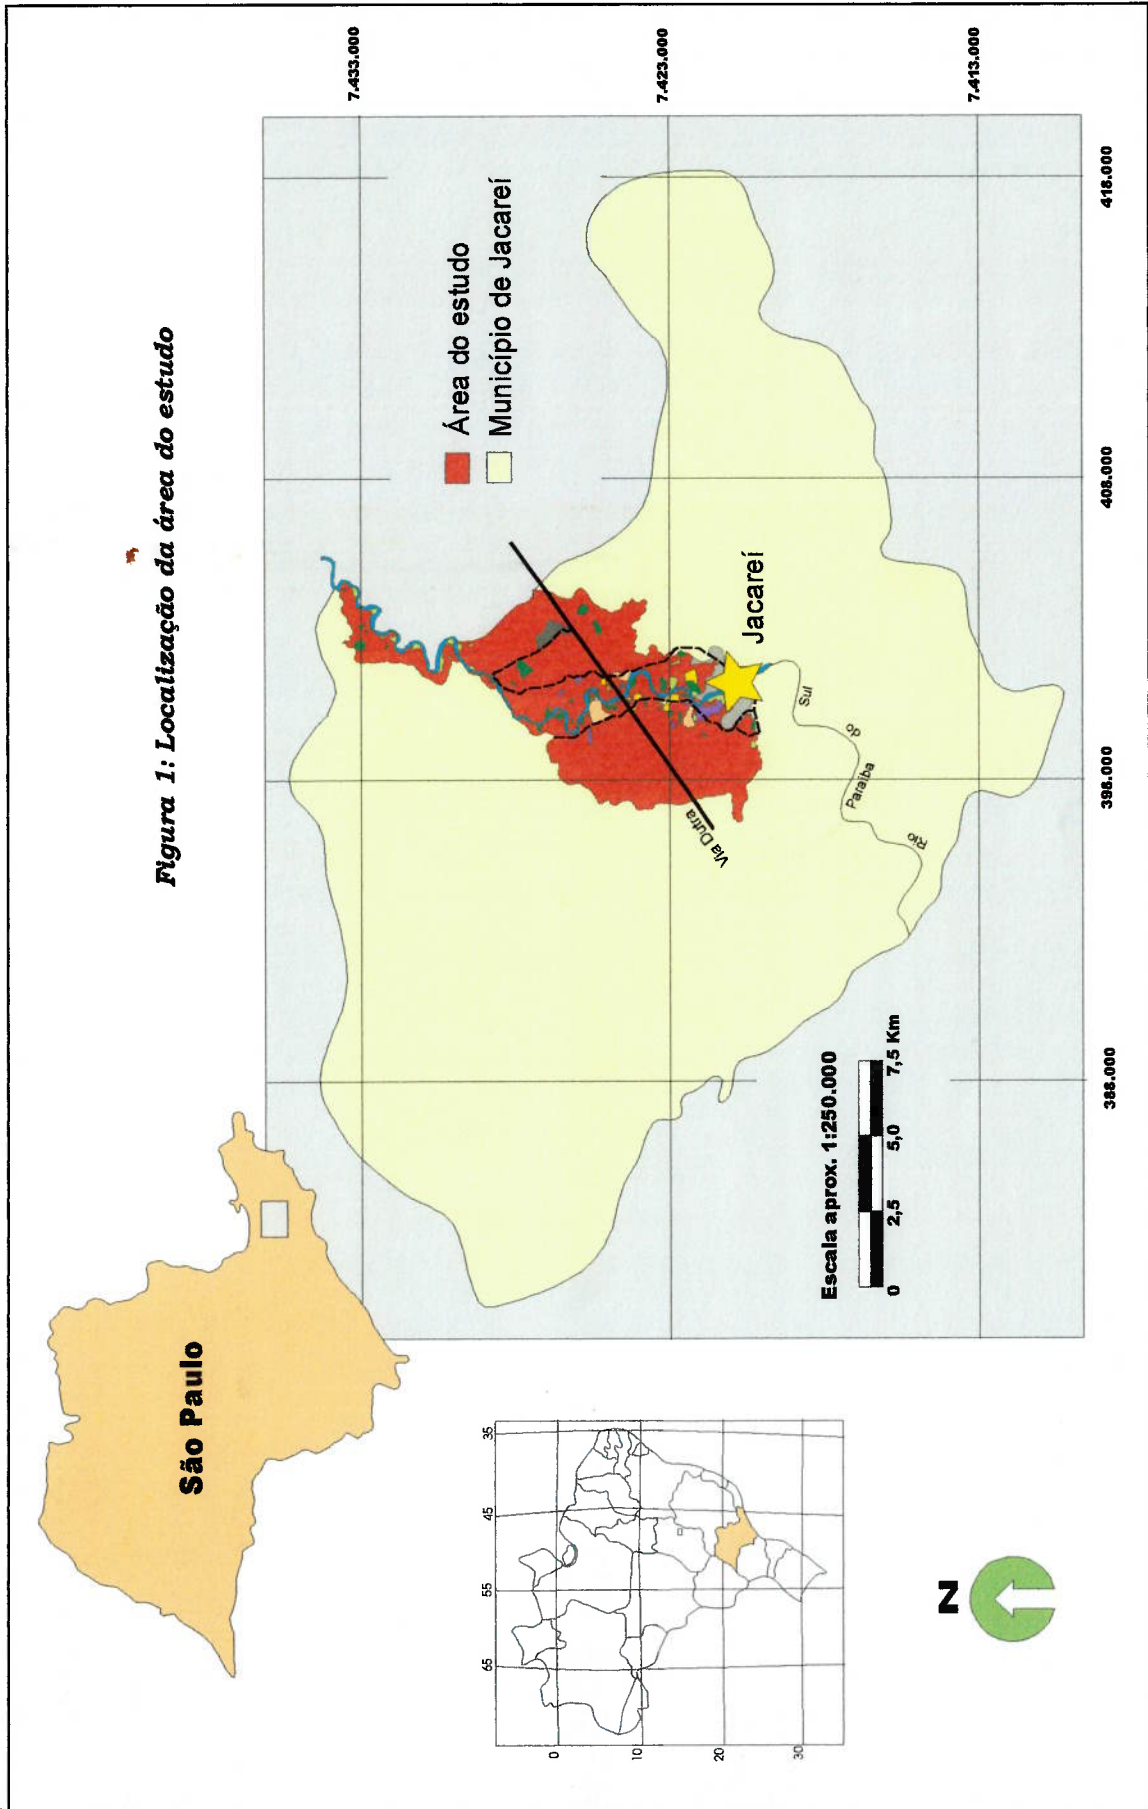 Figura 1: Localização da área do estudo
São Paulo
Área do estudo
Município de Jacareí
7.433.000
7.423.000
7.413.000
Via Dutra
Jacareí
Rio
Paraiba
do
Sul
Escala aprox. 1:250.000
0
2,5
5,0
7,5 Km
388.000
398.000
408.000
418.000
65
55
45
35
0
10
20
30
N